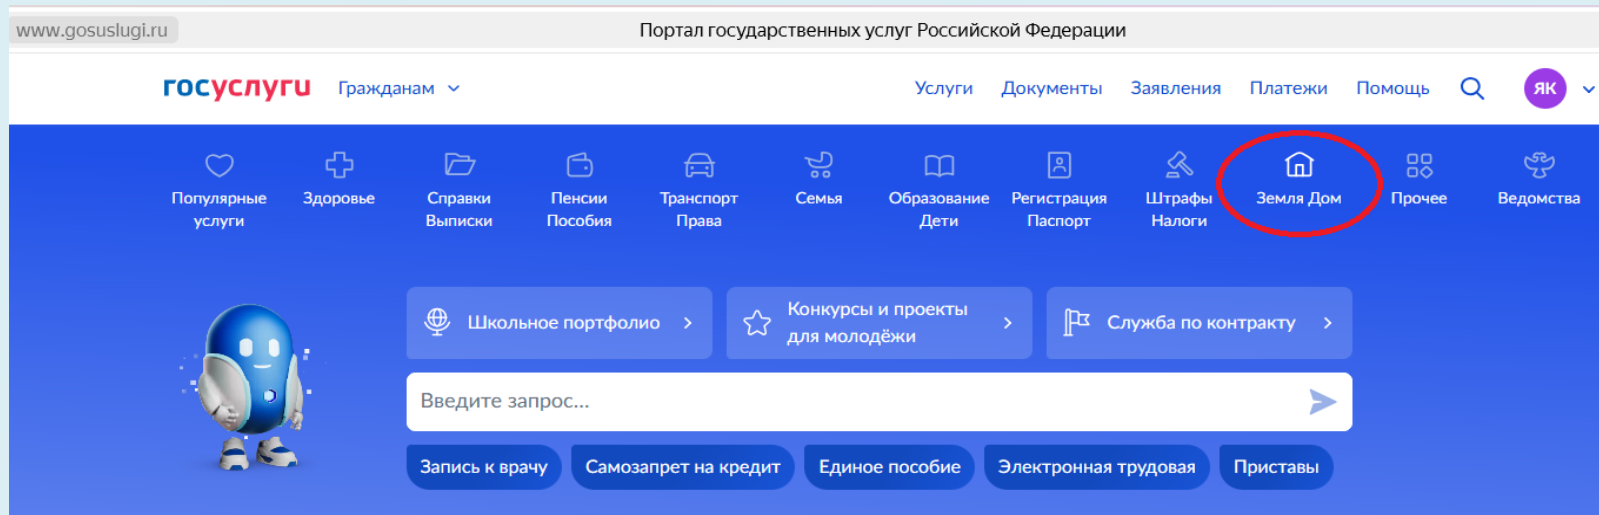 www.gosuslugi.ru
Портал государственных услуг Российской Федерации
госуслуги
Гражданам
Услуги
Документы
Заявления
Платежи
Помощь
ЯК
Популярные
услуги
Здоровье
Справки
Выписки
Пенсии
Пособия
Транспорт
Права
Семья
Образование
Дети
Регистрация
Паспорт
Штрафы
Налоги
Земля Дом
Прочее
Ведомства
Школьное портфолио
Конкурсы и проекты
для молодёжи
Служба по контракту
Введите запрос...
Запись к врачу
Самозапрет на кредит
Единое пособие
Электронная трудовая
Приставы